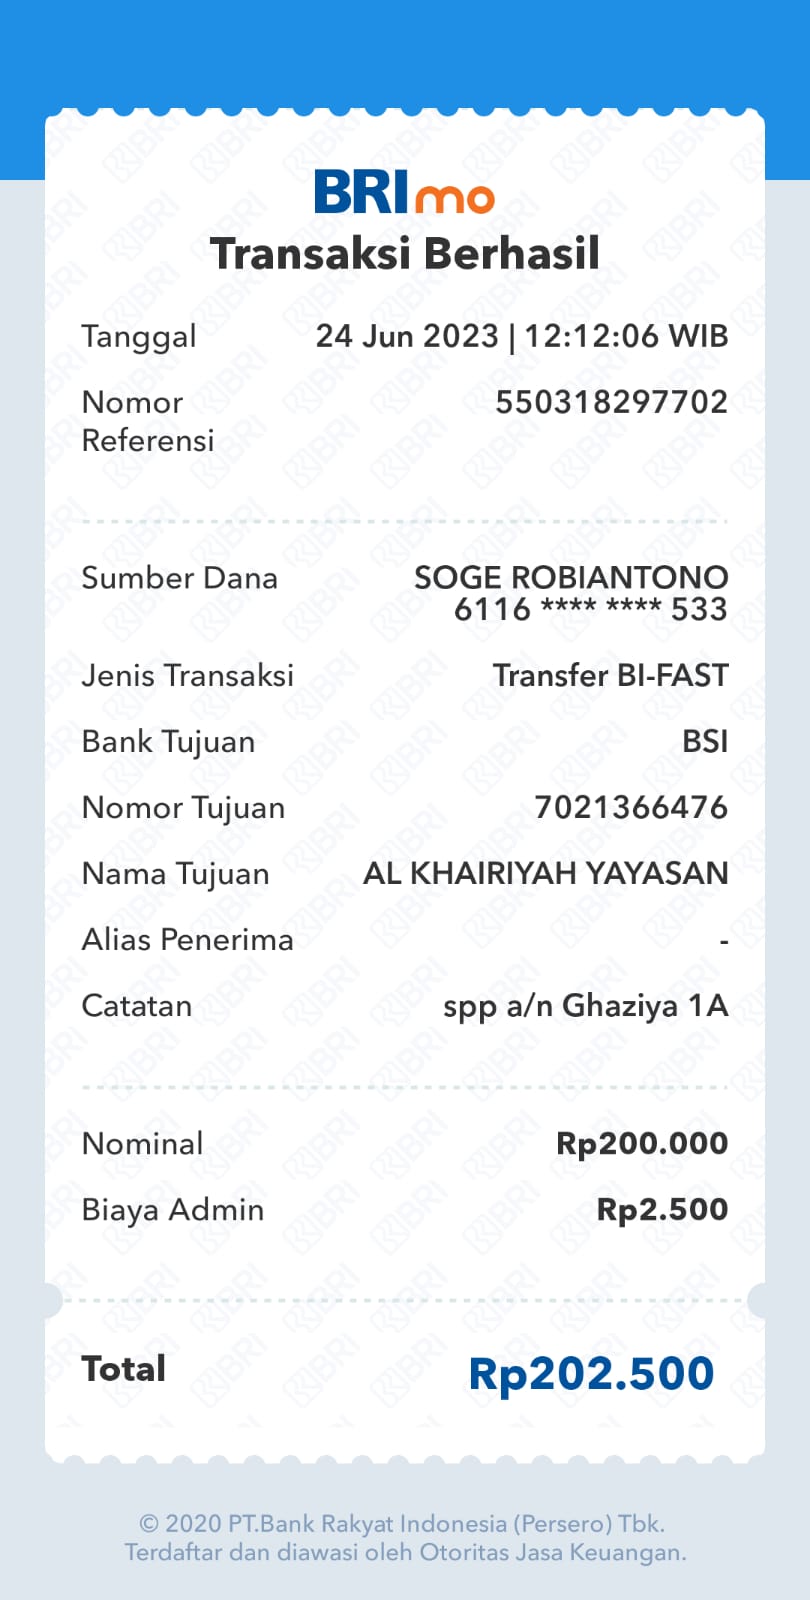 BRImo
Transaksi Berhasil
Tanggal 24 Jun 2023 | 12:12:06 WIB
Nomor Referensi 550318297702
Sumber Dana SOGE ROBIANTONO
6116 **** **** 533
Jenis Transaksi Transfer BI-FAST
Bank Tujuan BSI
Nomor Tujuan 7021366476
Nama Tujuan AL KHAIRIYAH YAYASAN
Alias Penerima -
Catatan spp a/n Ghaziya 1A
Nominal Rp200.000
Biaya Admin Rp2.500
Total Rp202.500
© 2020 PT.Bank Rakyat Indonesia (Persero) Tbk.
Terdaftar dan diawasi oleh Otoritas Jasa Keuangan.